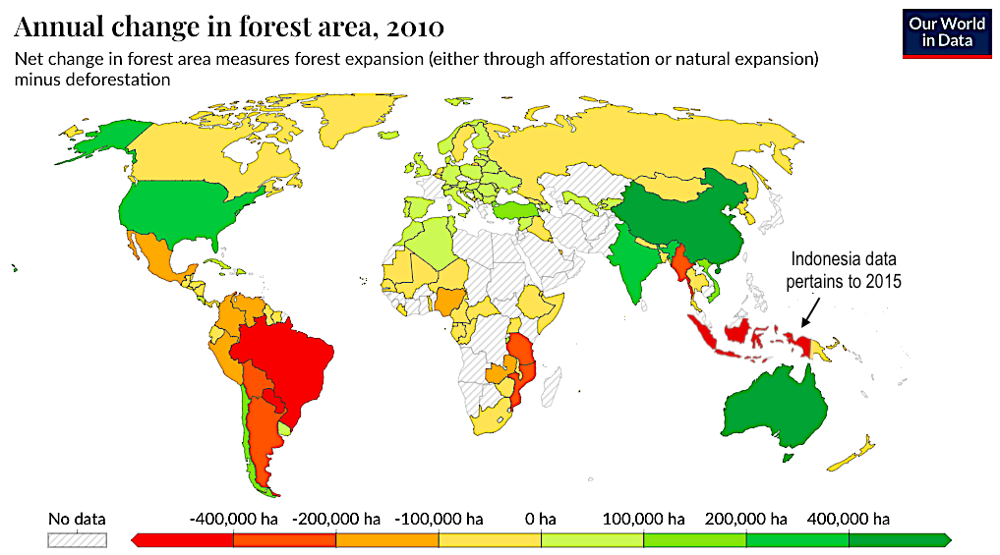 Annual change in forest area, 2010
Our World
in Data
Net change in forest area measures forest expansion (either through afforestation or natural expansion)
minus deforestation
Indonesia data
pertains to 2015
No data
-400,000 ha -200,000 ha -100,000 ha 0 ha 100,000 ha 200,000 ha 400,000 ha